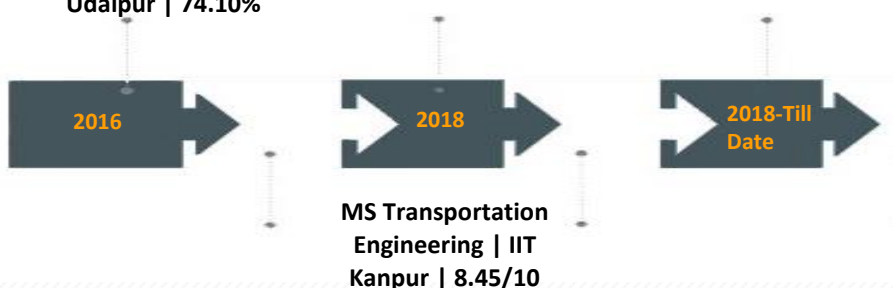 Udaipur | 74.10%
2016
2018
2018-Till
Date
MS Transportation
Engineering | IIT
Kanpur | 8.45/10